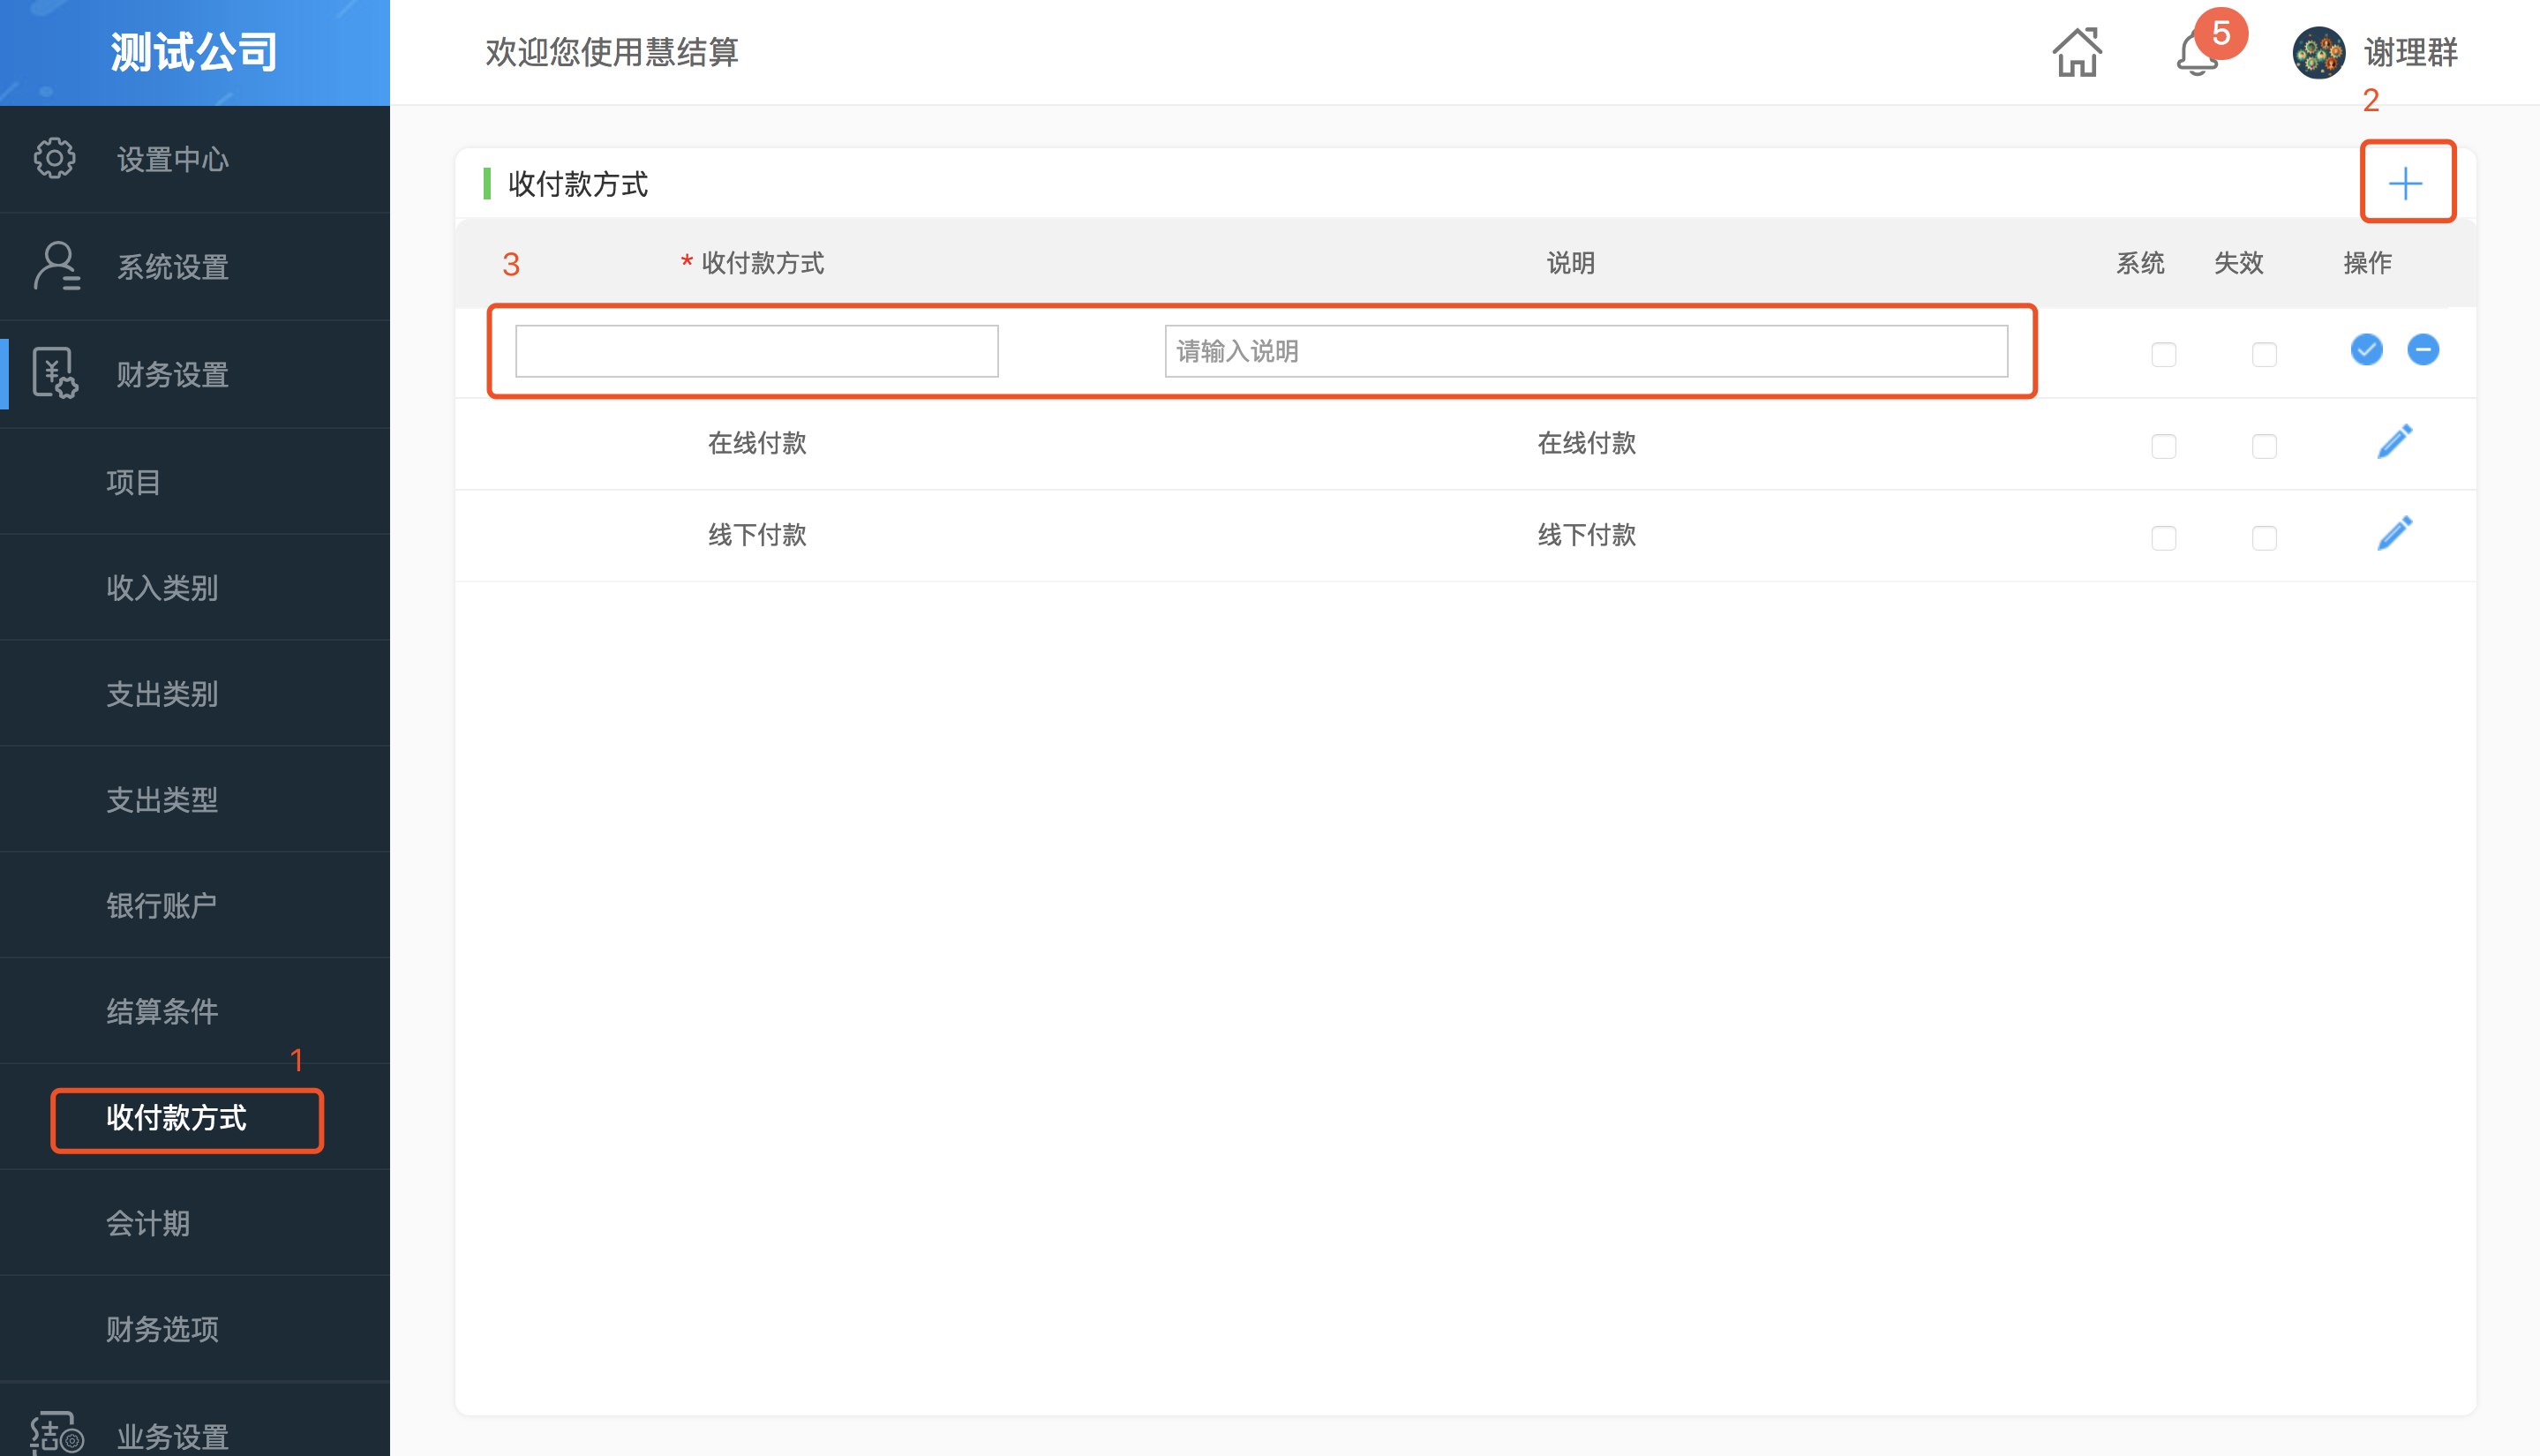 测试公司
欢迎您使用慧结算
5
谢理群
2
设置中心
系统设置
财务设置
项目
收入类别
支出类别
支出类型
银行账户
结算条件
1
收付款方式
会计期
财务选项
业务设置
收付款方式
3
* 收付款方式 说明 系统 失效 操作
请输入说明
在线付款 在线付款
线下付款 线下付款